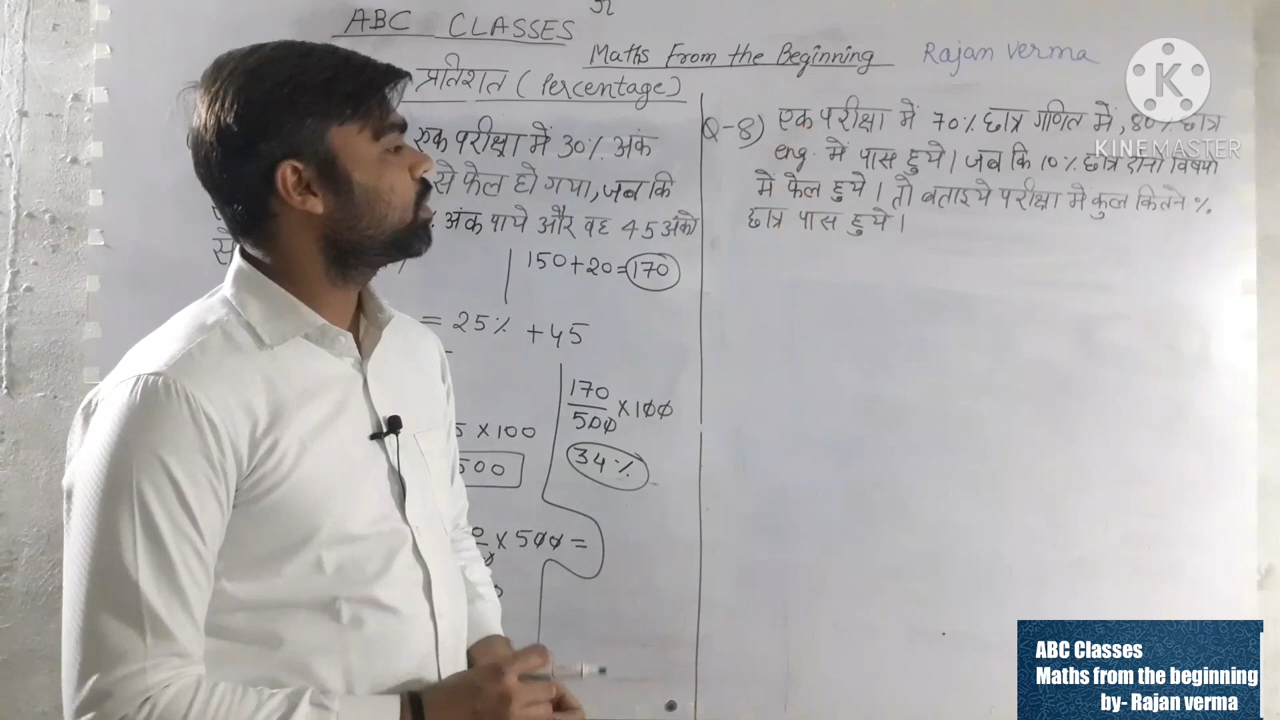 ABC CLASSES
Maths From the Beginning Rajan Verma
प्रतिशत (Percentage)
एक परीक्षा में 30% अंक
से फेल हो गया, जब कि
% अंक पाये और वह 45 अंको
से
150+20=170
= 25% + 45
170
500 ×100
34%
5 × 100
500
× 500 =
Q-8) एक परीक्षा में 70% छात्र गणित में, 80% छात्र
eng. में पास हुये। जब कि 10% छात्र दोनो विषयो
मे फेल हुये। तो बताइये परीक्षा मे कुल कितने %
छात्र पास हुये।
K
KINEMASTER
ABC Classes
Maths from the beginning
by- Rajan verma